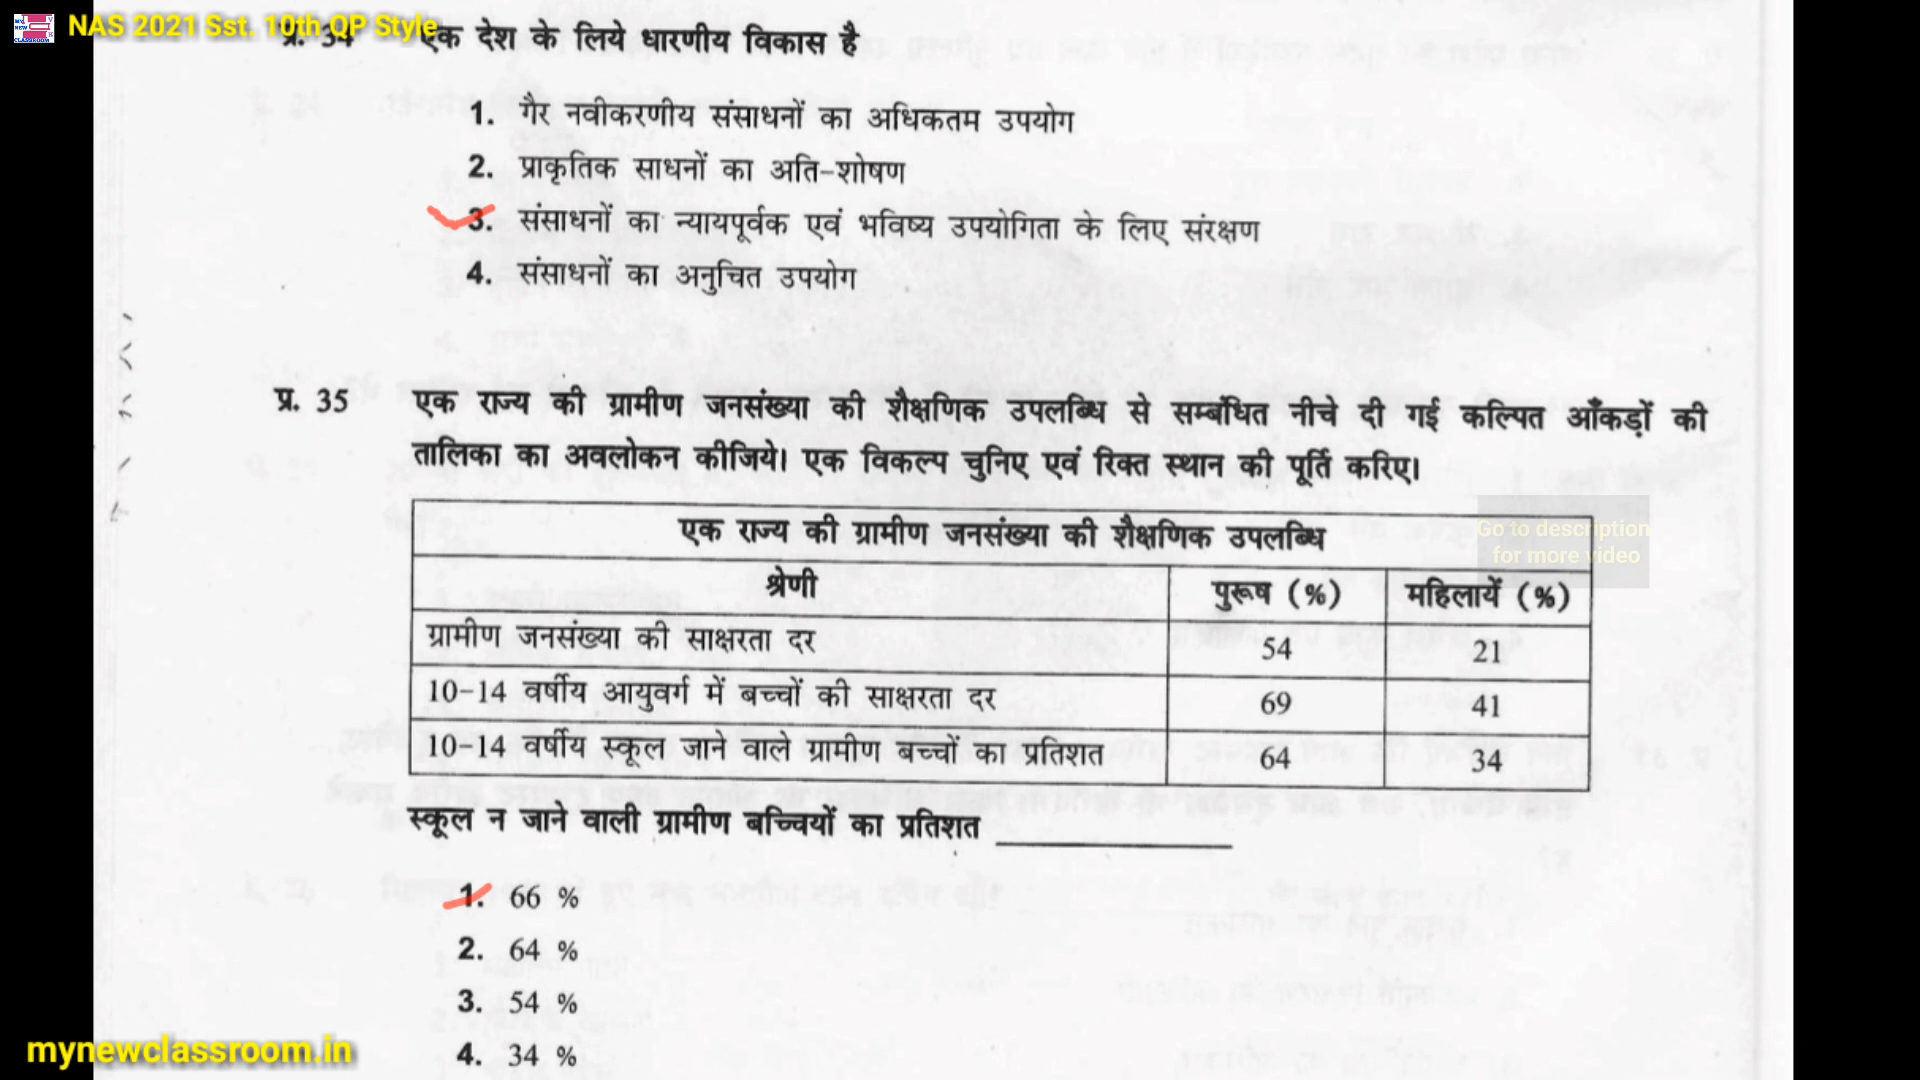 NAS 2021 Sst. 10th QP Style
प्र. 34 एक देश के लिये धारणीय विकास है
1. गैर नवीकरणीय संसाधनों का अधिकतम उपयोग
2. प्राकृतिक साधनों का अति-शोषण
3. संसाधनों का न्यायपूर्वक एवं भविष्य उपयोगिता के लिए संरक्षण
4. संसाधनों का अनुचित उपयोग
प्र. 35 एक राज्य की ग्रामीण जनसंख्या की शैक्षणिक उपलब्धि से सम्बंधित नीचे दी गई कल्पित आँकड़ों की
तालिका का अवलोकन कीजिये। एक विकल्प चुनिए एवं रिक्त स्थान की पूर्ति करिए।
Go to description
for more video
एक राज्य की ग्रामीण जनसंख्या की शैक्षणिक उपलब्धि
श्रेणी पुरूष (%) महिलायें (%)
ग्रामीण जनसंख्या की साक्षरता दर 54 21
10-14 वर्षीय आयुवर्ग में बच्चों की साक्षरता दर 69 41
10-14 वर्षीय स्कूल जाने वाले ग्रामीण बच्चों का प्रतिशत 64 34
स्कूल न जाने वाली ग्रामीण बच्चियों का प्रतिशत
1. 66 %
2. 64 %
3. 54 %
4. 34 %
mynewclassroom.in